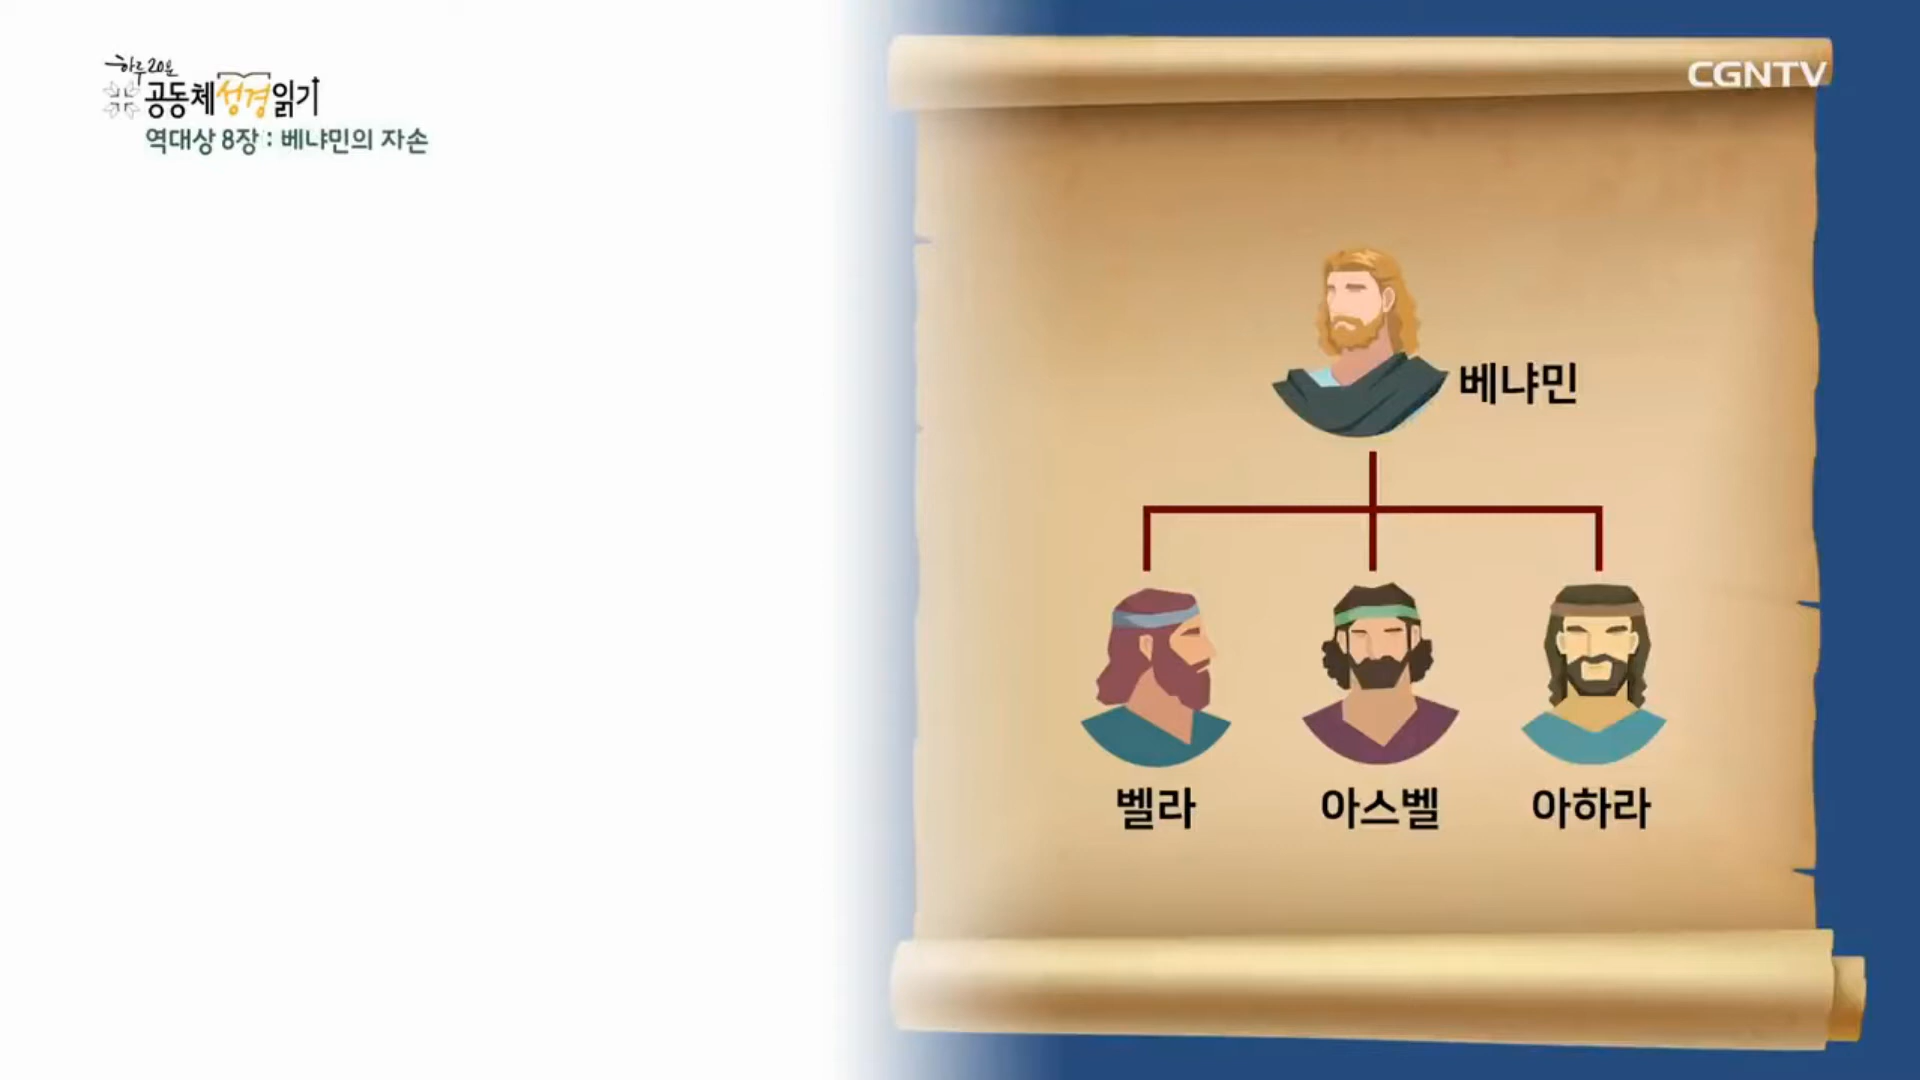 하루 20분
공동체성경읽기
역대상 8장 : 베냐민의 자손
CGNTV
베냐민
벨라
아스벨
아하라